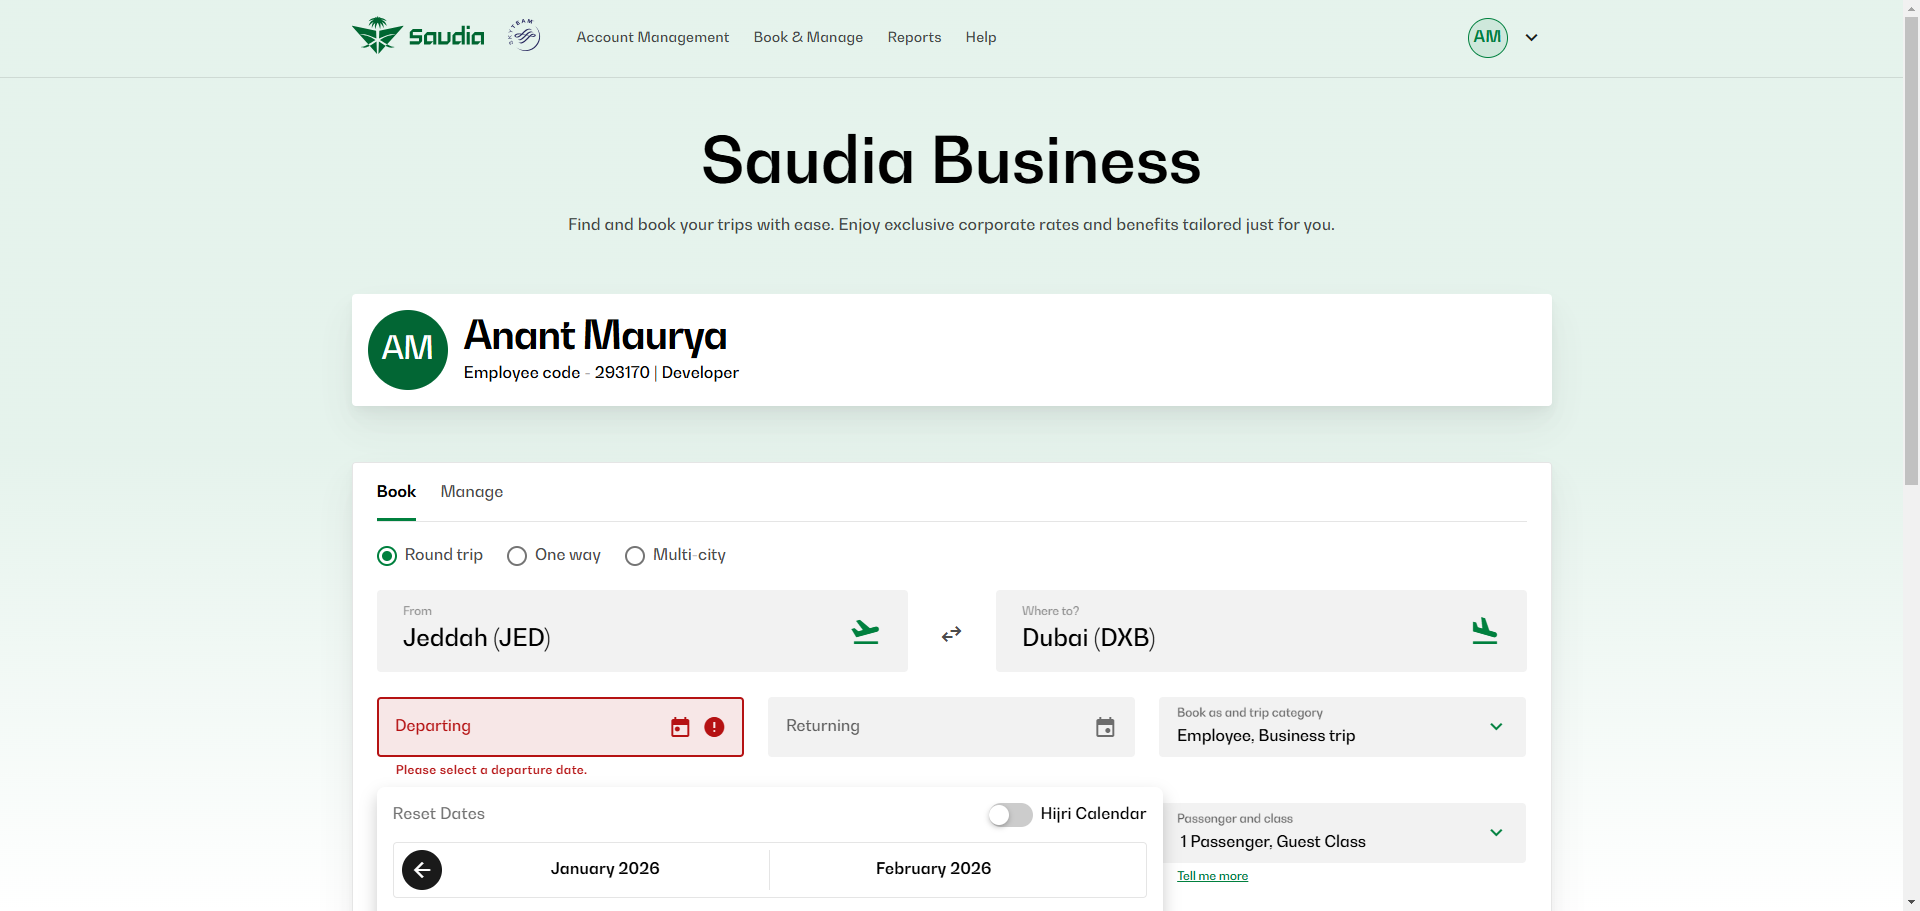 Saudia
SKYTEAM
Account Management
Book & Manage
Reports
Help
AM
Saudia Business
Find and book your trips with ease. Enjoy exclusive corporate rates and benefits tailored just for you.
AM
Anant Maurya
Employee code - 293170 | Developer
Book
Manage
Round trip
One way
Multi-city
From
Jeddah (JED)
Where to?
Dubai (DXB)
Departing
Please select a departure date.
Returning
Book as and trip category
Employee, Business trip
Reset Dates
Hijri Calendar
January 2026
February 2026
Passenger and class
1 Passenger, Guest Class
Tell me more